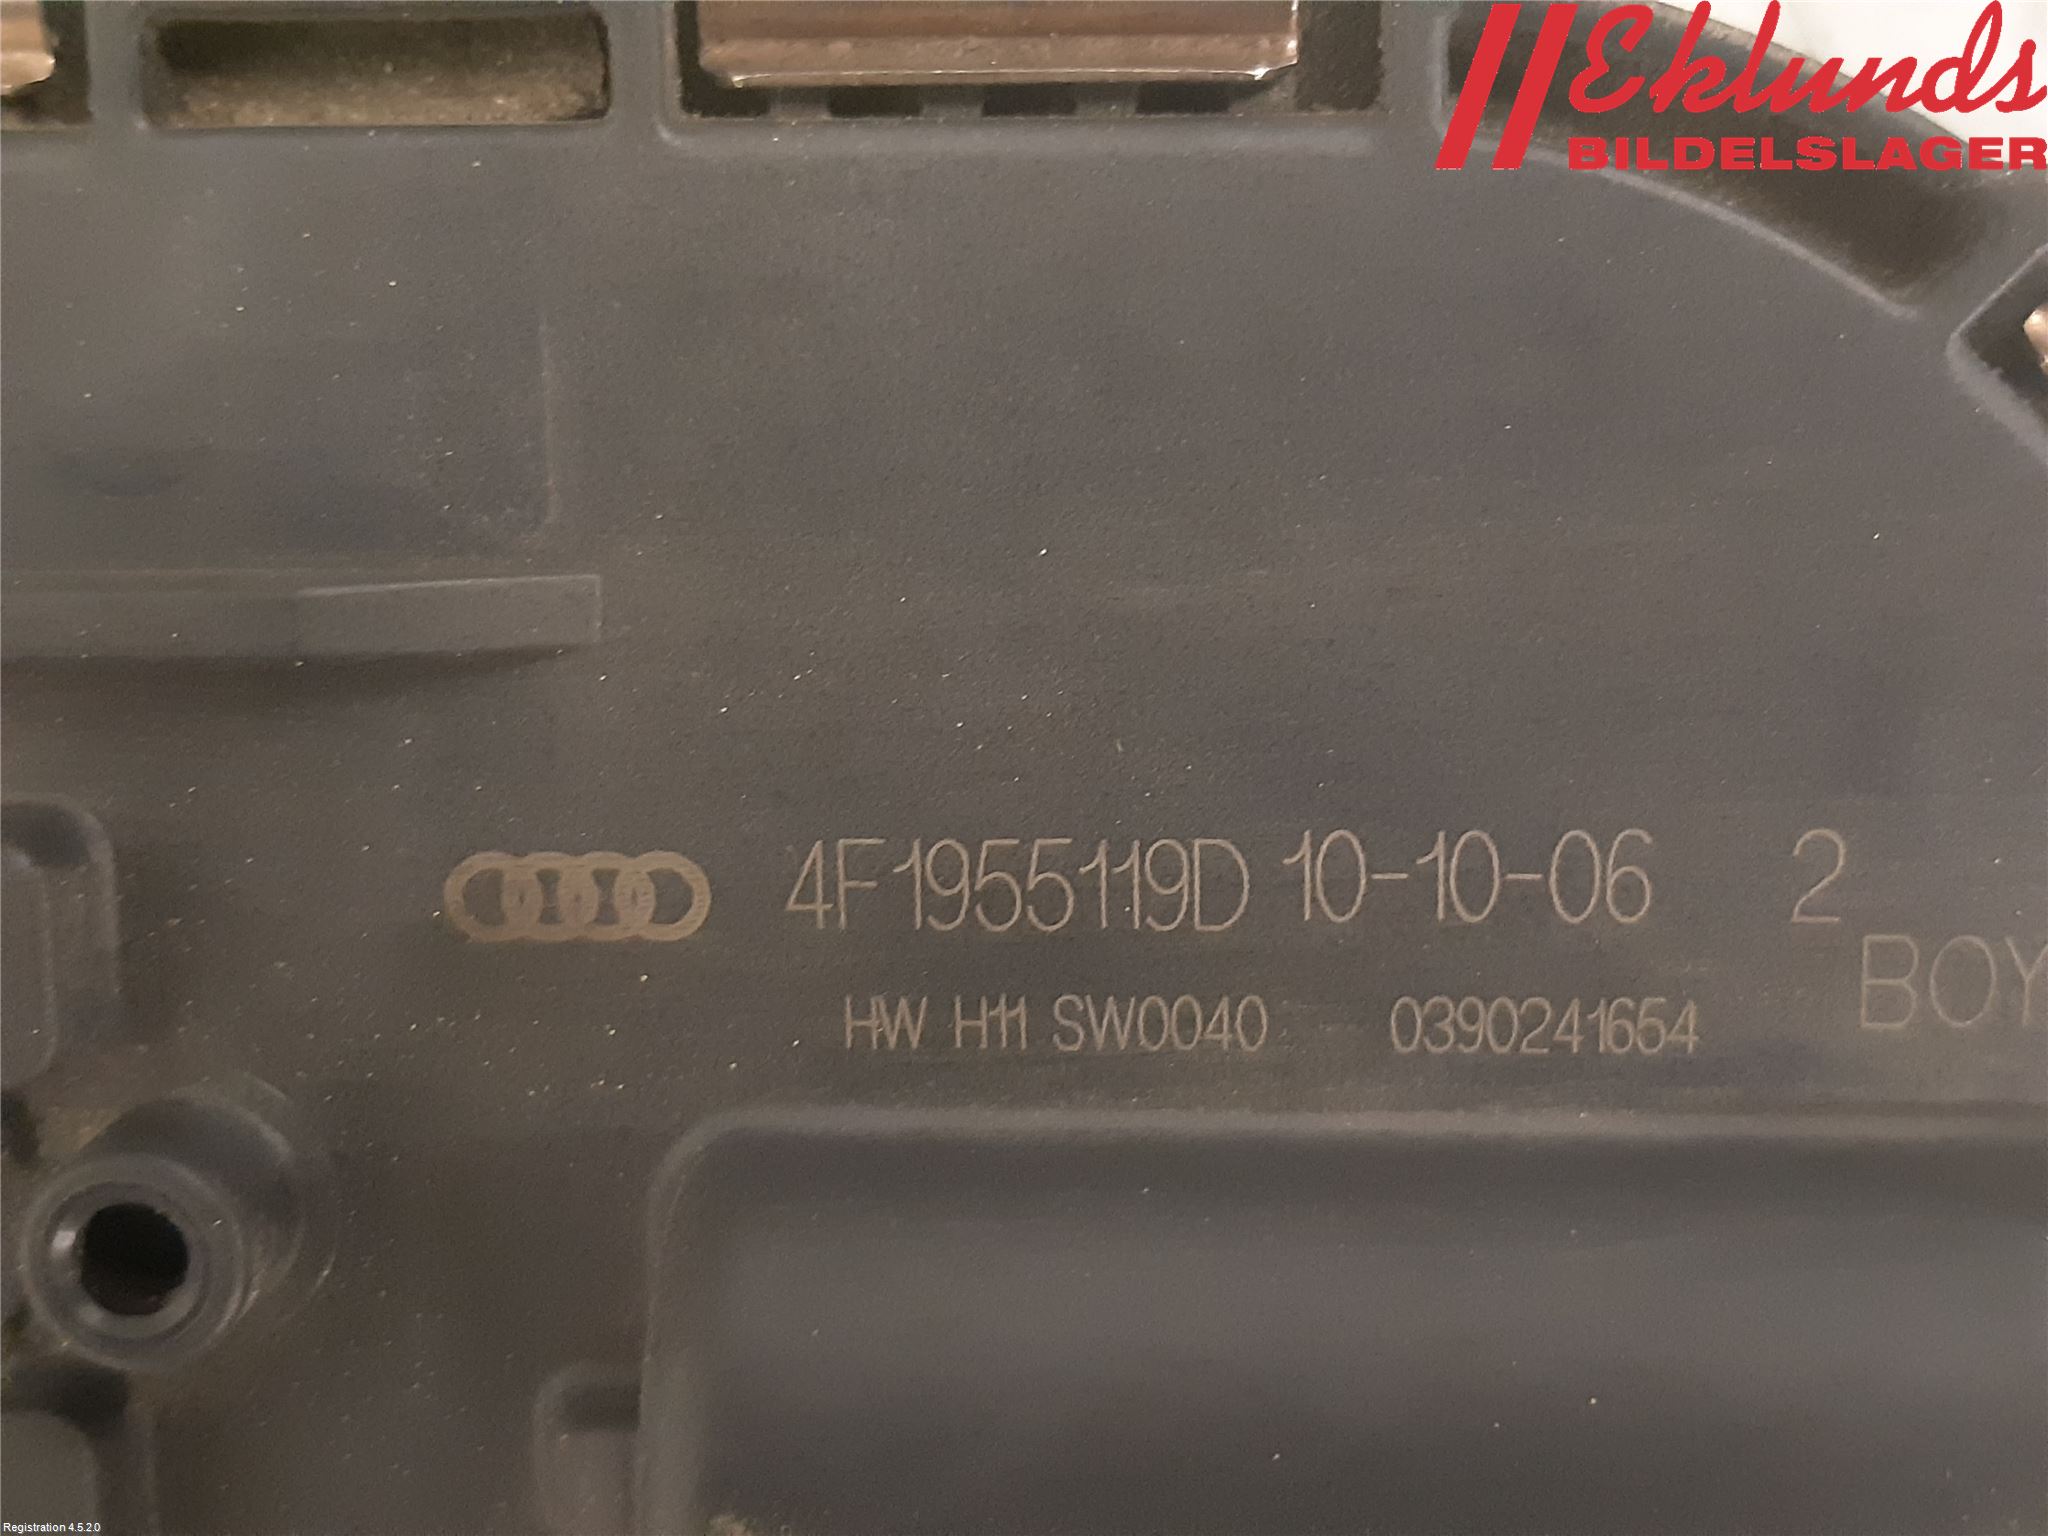 Eklunds
BILDELSLAGER
4F1955119D 10-10-06 2
BOY
HW H11 SW0040 0390241654
Registration 4.5.2.0